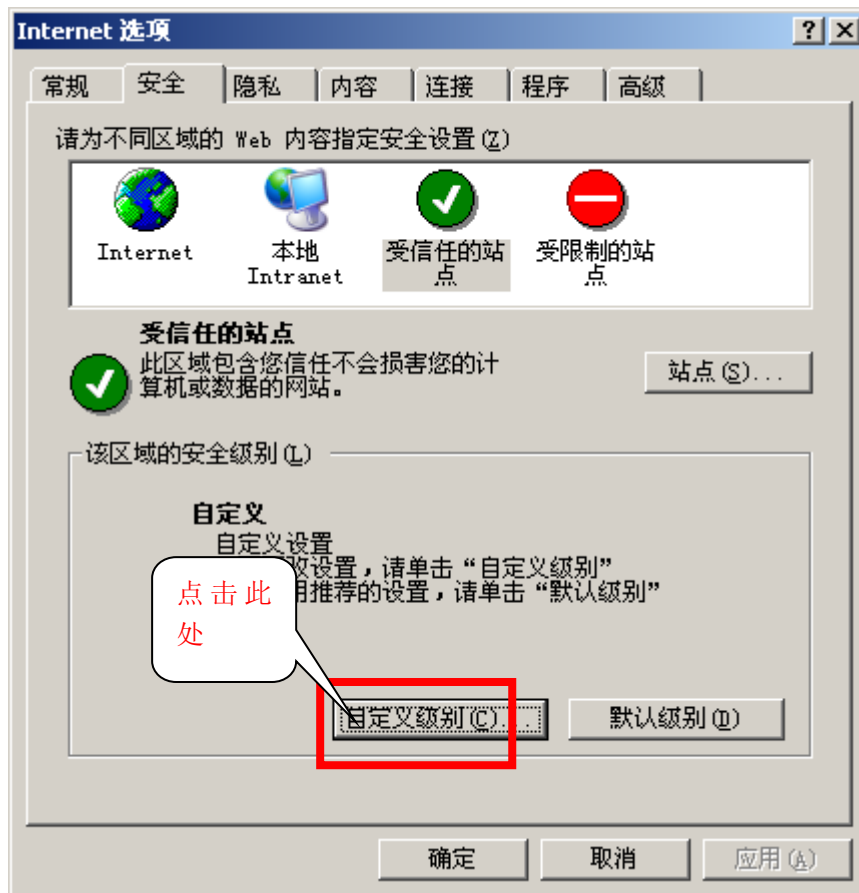 Internet 选项
常规 安全 隐私 内容 连接 程序 高级
请为不同区域的 Web 内容指定安全设置(Z)
Internet
本地
Intranet
受信任的站
点
受限制的站
点
受信任的站点
此区域包含您信任不会损害您的计
算机或数据的网站。
站点(S)...
该区域的安全级别(L)
自定义
自定义设置
改设置，请单击“自定义级别”
用推荐的设置，请单击“默认级别”
点击此
处
自定义级别(C)...
默认级别(D)
确定 取消 应用(A)